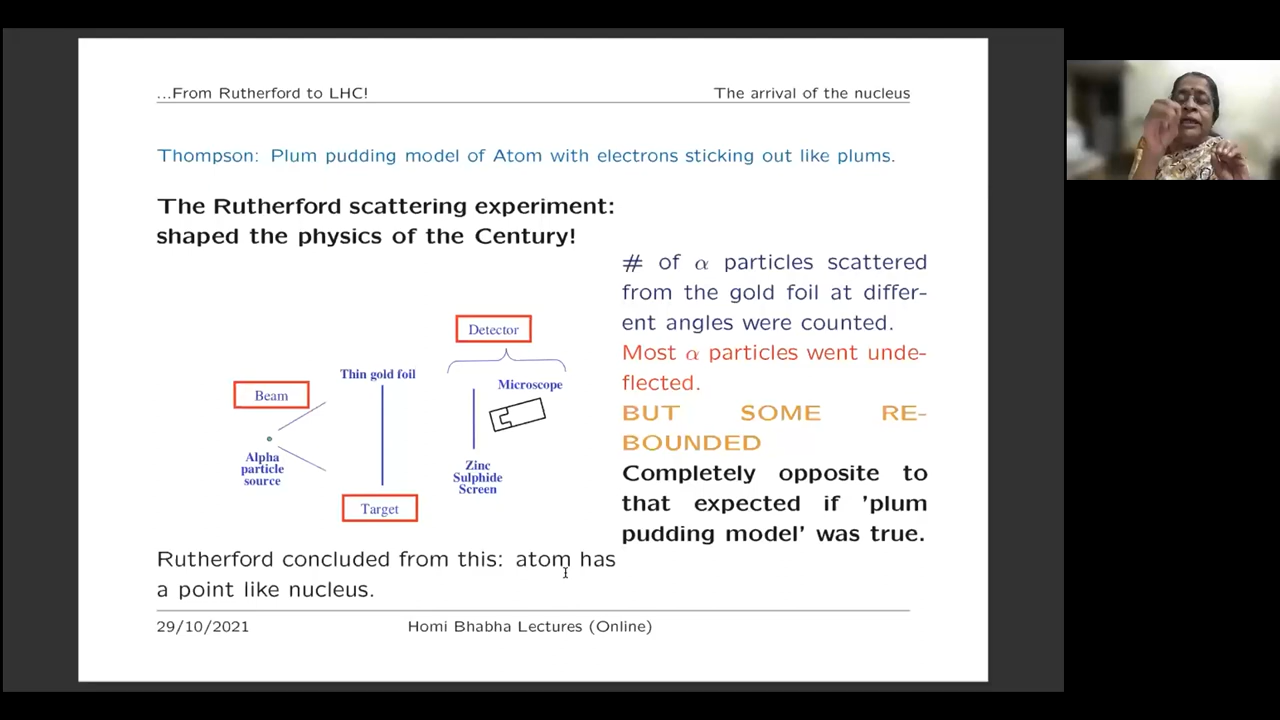 ...From Rutherford to LHC!
The arrival of the nucleus
Thompson: Plum pudding model of Atom with electrons sticking out like plums.
The Rutherford scattering experiment:
shaped the physics of the Century!
# of α particles scattered
from the gold foil at differ-
ent angles were counted.
Most α particles went unde-
flected.
BUT SOME RE-
BOUNDED
Completely opposite to
that expected if 'plum
pudding model' was true.
Detector
Thin gold foil
Microscope
Beam
Alpha
particle
source
Zinc
Sulphide
Screen
Target
Rutherford concluded from this: atom has
a point like nucleus.
29/10/2021
Homi Bhabha Lectures (Online)